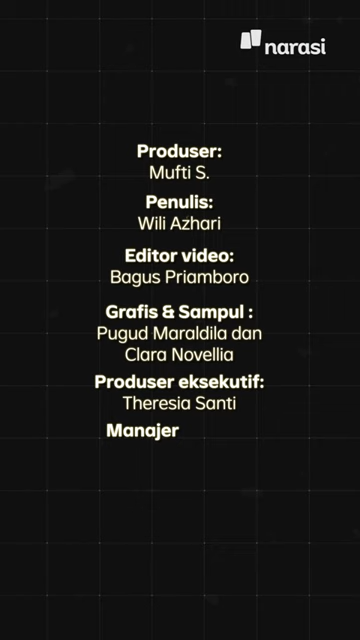 narasi
Produser:
Mufti S.
Penulis:
Wili Azhari
Editor video:
Bagus Priamboro
Grafis & Sampul :
Pugud Maraldila dan
Clara Novellia
Produser eksekutif:
Theresia Santi
Manajer